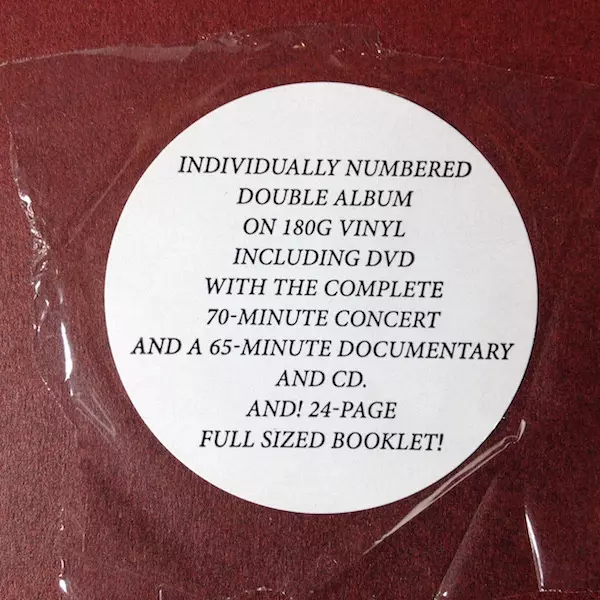 INDIVIDUALLY NUMBERED
DOUBLE ALBUM
ON 180G VINYL
INCLUDING DVD
WITH THE COMPLETE
70-MINUTE CONCERT
AND A 65-MINUTE DOCUMENTARY
AND CD.
AND! 24-PAGE
FULL SIZED BOOKLET!